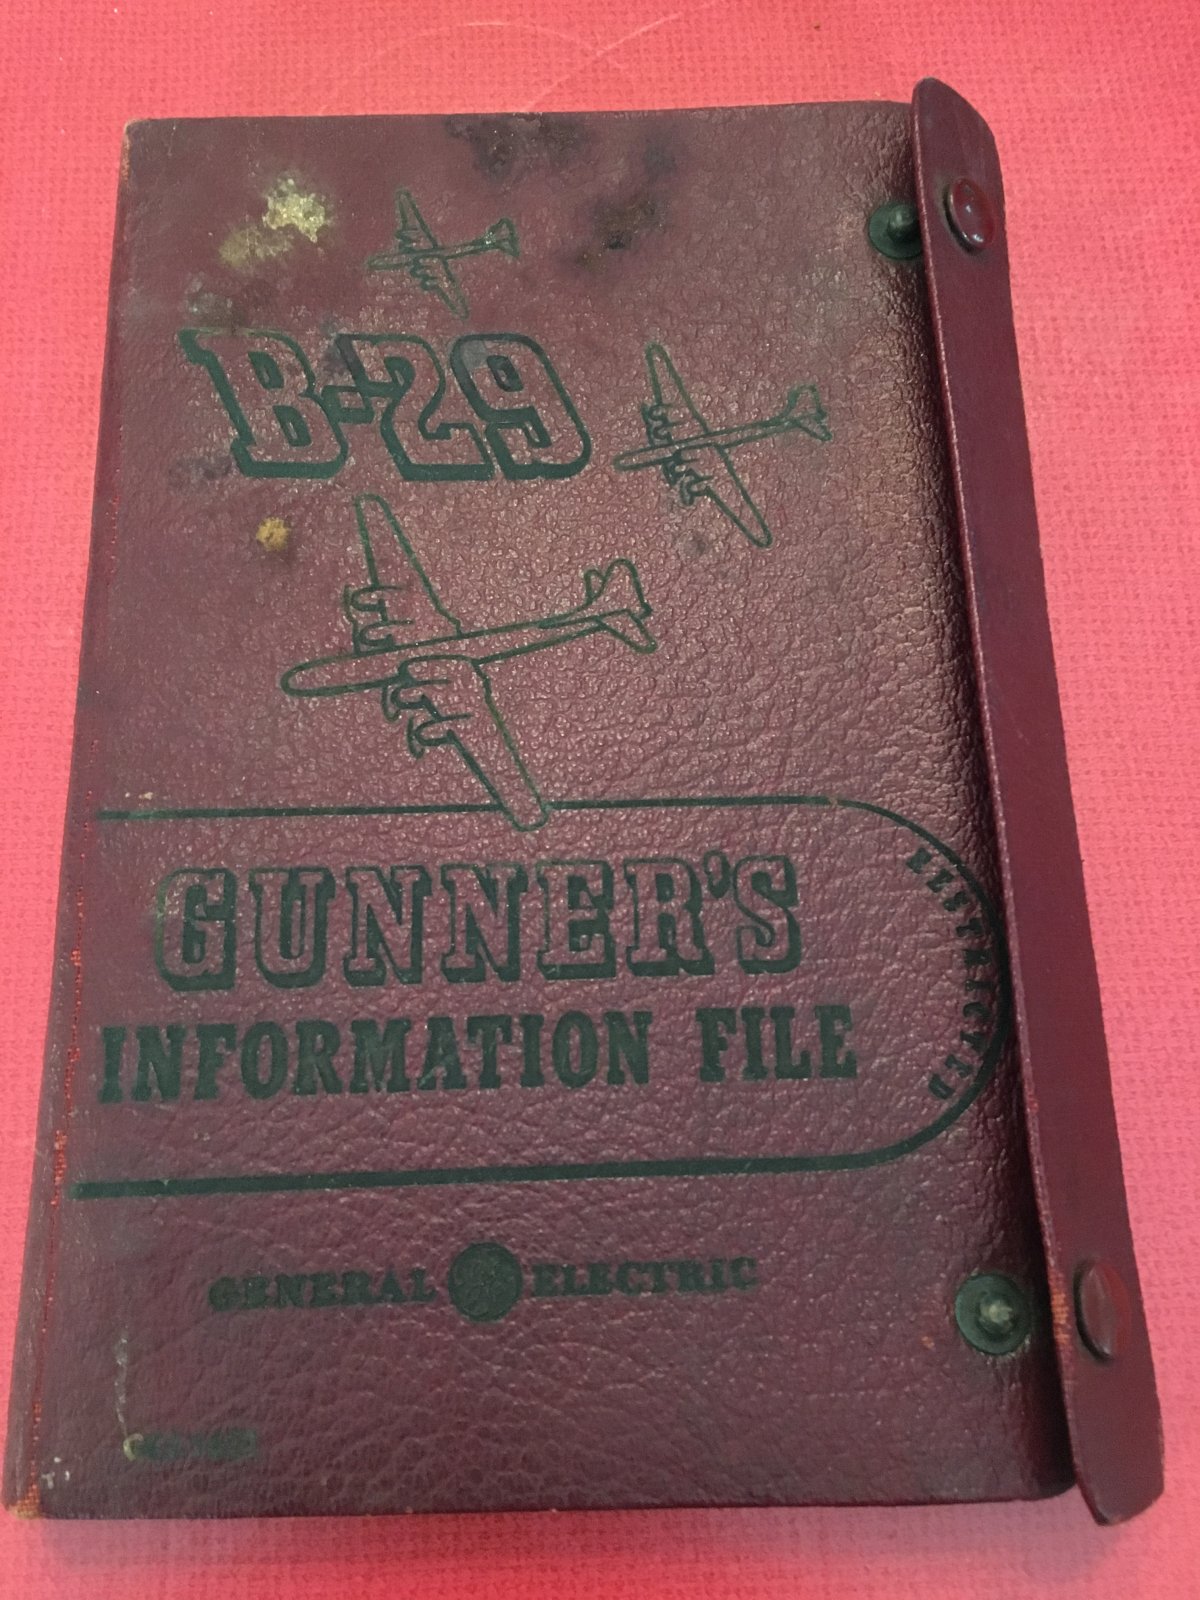 B-29
GUNNER'S
INFORMATION FILE
RESTRICTED
GENERAL ELECTRIC